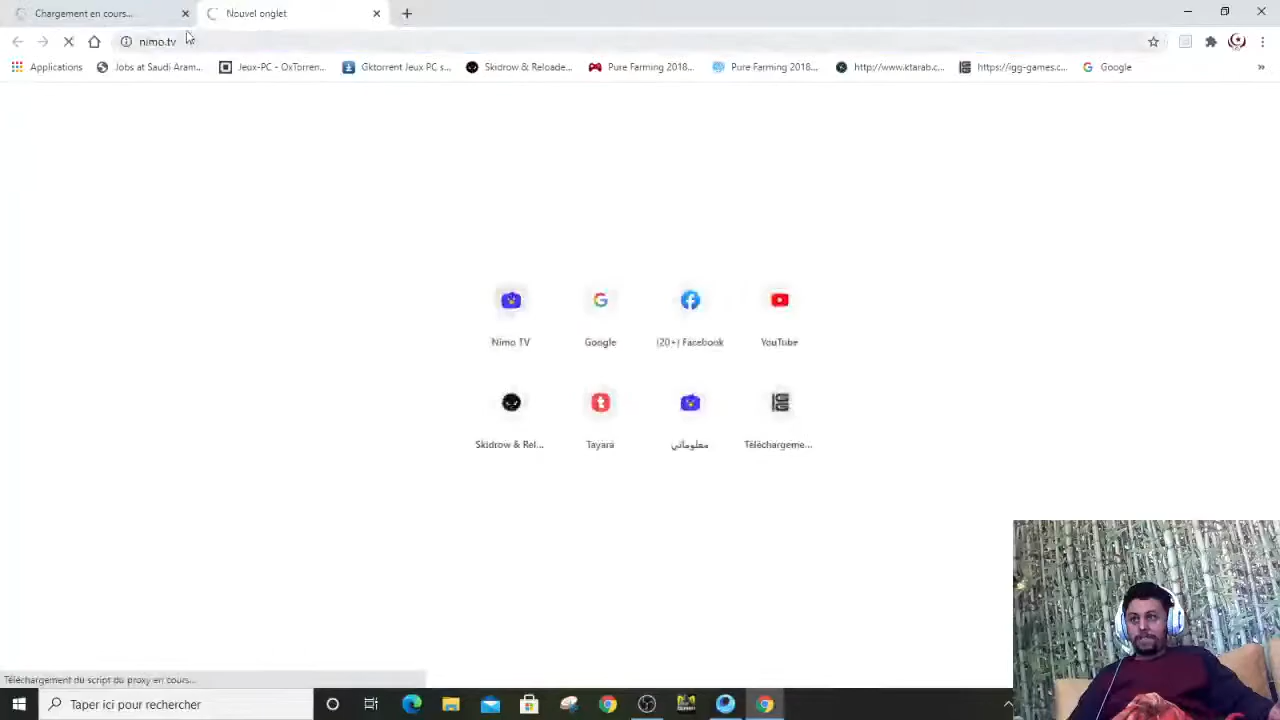 Chargement en cours...
Nouvel onglet
nimo.tv
Applications
Jobs at Saudi Aram...
Jeux-PC - OxTorren...
Gktorrent Jeux PC s...
Skidrow & Reloade...
Pure Farming 2018...
Pure Farming 2018...
http://www.ktarab.c...
https://igg-games.c...
Google
»
Nimo TV
Google
(20+) Facebook
YouTube
Skidrow & Rel...
Tayara
معلوماتي
Téléchargeme...
Téléchargement du script du proxy en cours...
Taper ici pour rechercher